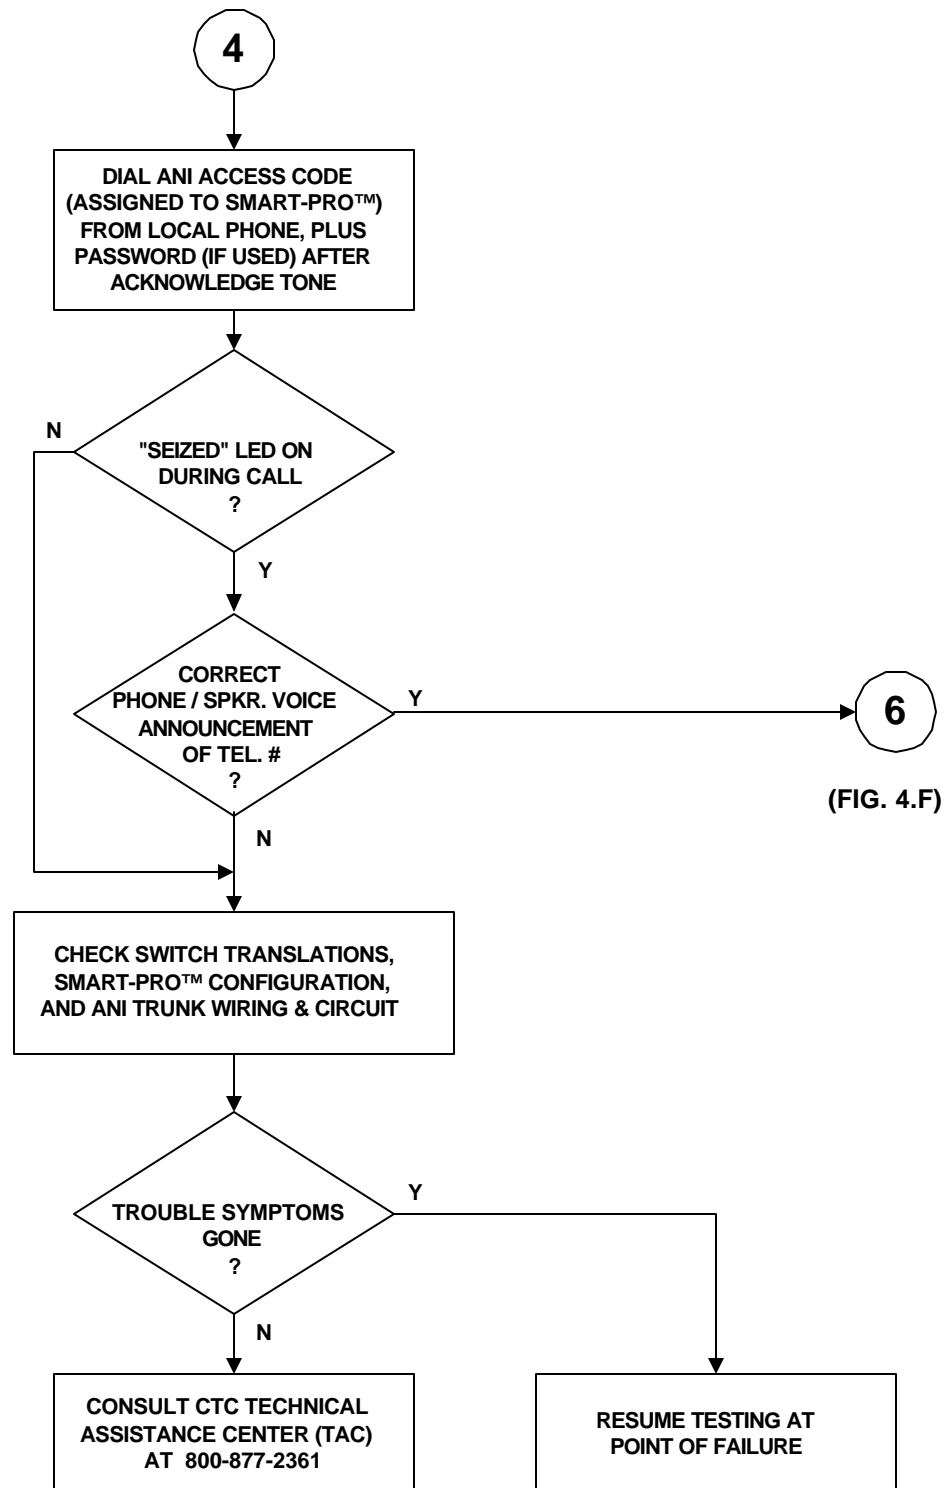 4
DIAL ANI ACCESS CODE
(ASSIGNED TO SMART-PRO™)
FROM LOCAL PHONE, PLUS
PASSWORD (IF USED) AFTER
ACKNOWLEDGE TONE
N
"SEIZED" LED ON
DURING CALL
?
Y
CORRECT
PHONE / SPKR. VOICE
ANNOUNCEMENT
OF TEL. #
?
Y
6
(FIG. 4.F)
N
CHECK SWITCH TRANSLATIONS,
SMART-PRO™ CONFIGURATION,
AND ANI TRUNK WIRING & CIRCUIT
TROUBLE SYMPTOMS
GONE
?
Y
N
CONSULT CTC TECHNICAL
ASSISTANCE CENTER (TAC)
AT 800-877-2361
RESUME TESTING AT
POINT OF FAILURE